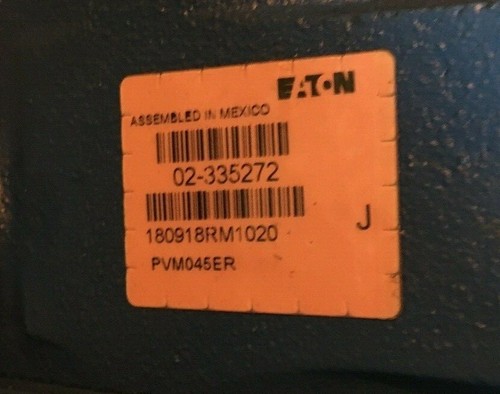 EATON
ASSEMBLED IN MEXICO
02-335272
180918RM1020
J
PVM045ER